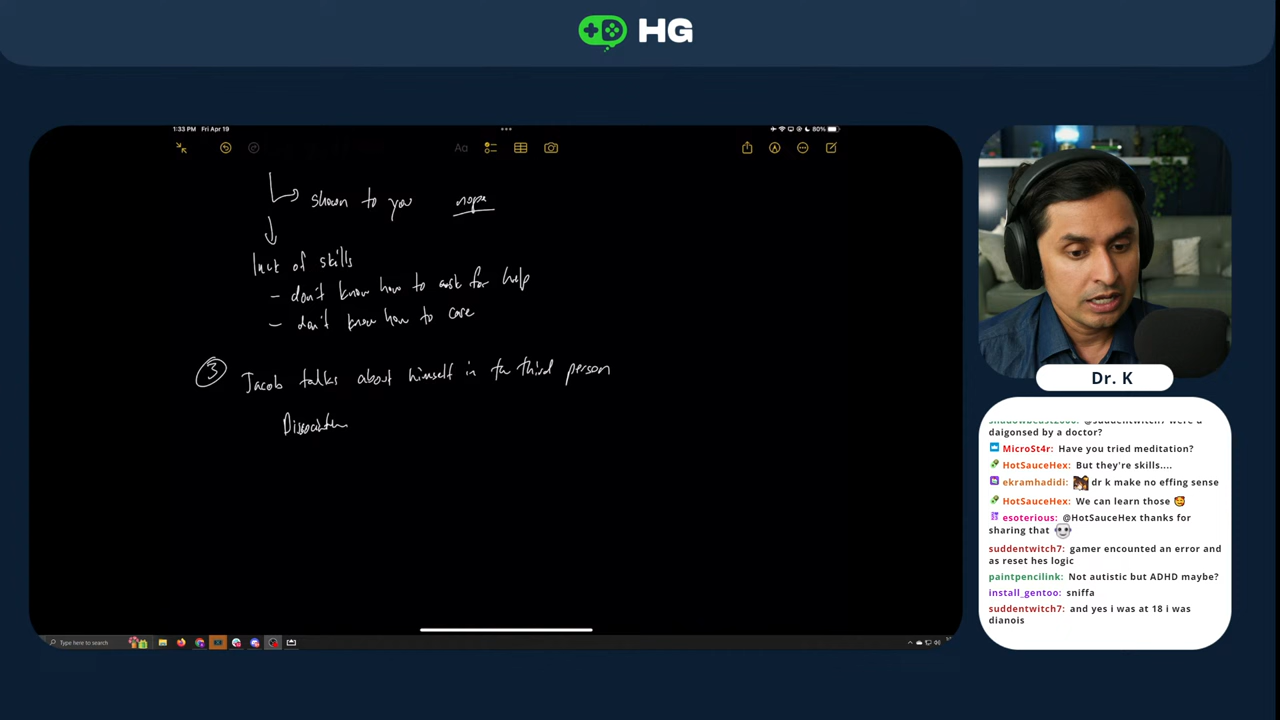 HG
1:33 PM Fri Apr 19
80%
Aa
shown to you nope
lack of skills
- don't know how to ask for help
- don't know how to care
3 Jacob talks about himself in the third person
Type here to search
Dr. K
daigonsed by a doctor?
MicroSt4r: Have you tried meditation?
HotSauceHex: But they're skills....
ekramhadidi: dr k make no effing sense
HotSauceHex: We can learn those
esoterious: @HotSauceHex thanks for
sharing that
suddentwitch7: gamer encounted an error and
as reset hes logic
paintpencilink: Not autistic but ADHD maybe?
install_gentoo: sniffa
suddentwitch7: and yes i was at 18 i was
dianois